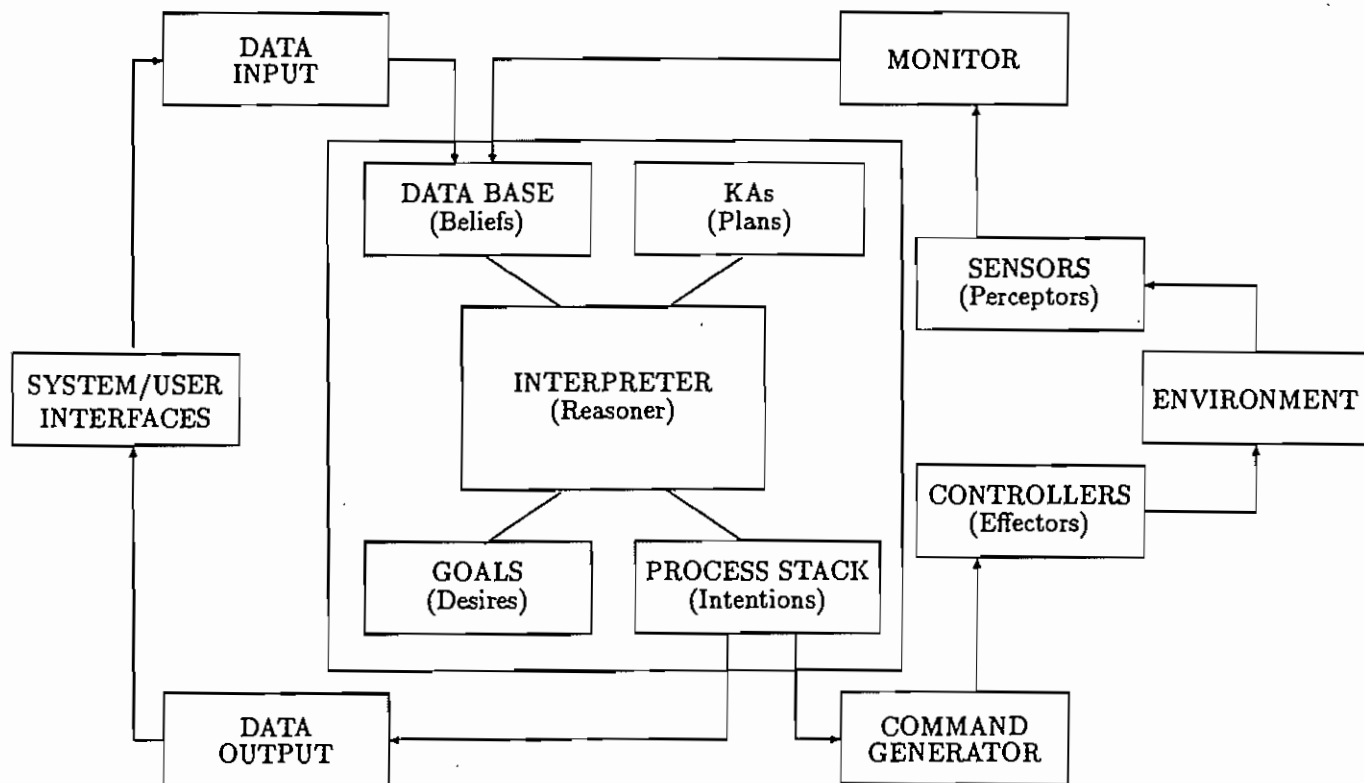 DATA
INPUT
MONITOR
DATA BASE
(Beliefs)
KAs
(Plans)
SENSORS
(Perceptors)
SYSTEM/USER
INTERFACES
INTERPRETER
(Reasoner)
ENVIRONMENT
CONTROLLERS
(Effectors)
GOALS
(Desires)
PROCESS STACK
(Intentions)
DATA
OUTPUT
COMMAND
GENERATOR